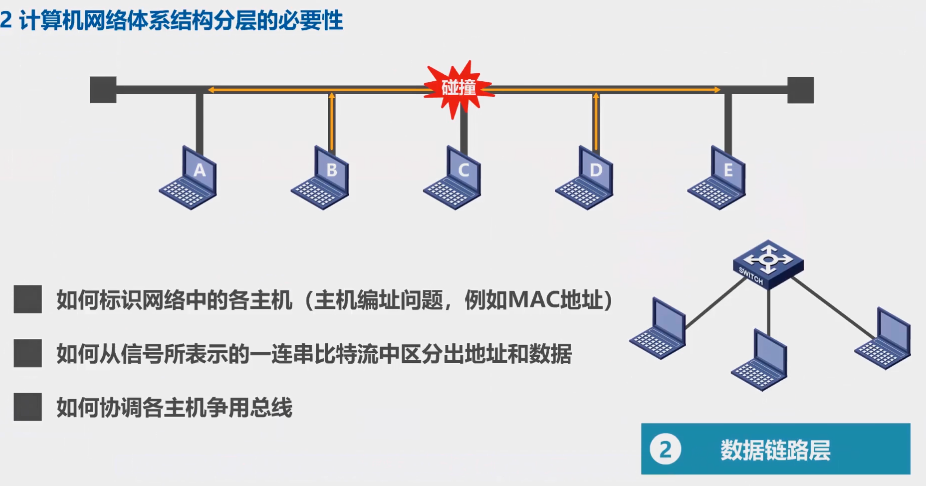 2 计算机网络体系结构分层的必要性
碰撞
A
B
C
D
E
SWITCH
如何标识网络中的各主机（主机编址问题，例如MAC地址）
如何从信号所表示的一连串比特流中区分出地址和数据
如何协调各主机争用总线
2 数据链路层